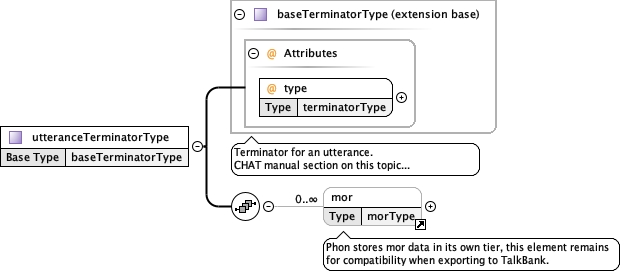 baseTerminatorType (extension base)
@ Attributes
@ type
Type terminatorType
utteranceTerminatorType
Base Type baseTerminatorType
Terminator for an utterance.
CHAT manual section on this topic...
0..∞
mor
Type morType
Phon stores mor data in its own tier, this element remains
for compatibility when exporting to TalkBank.